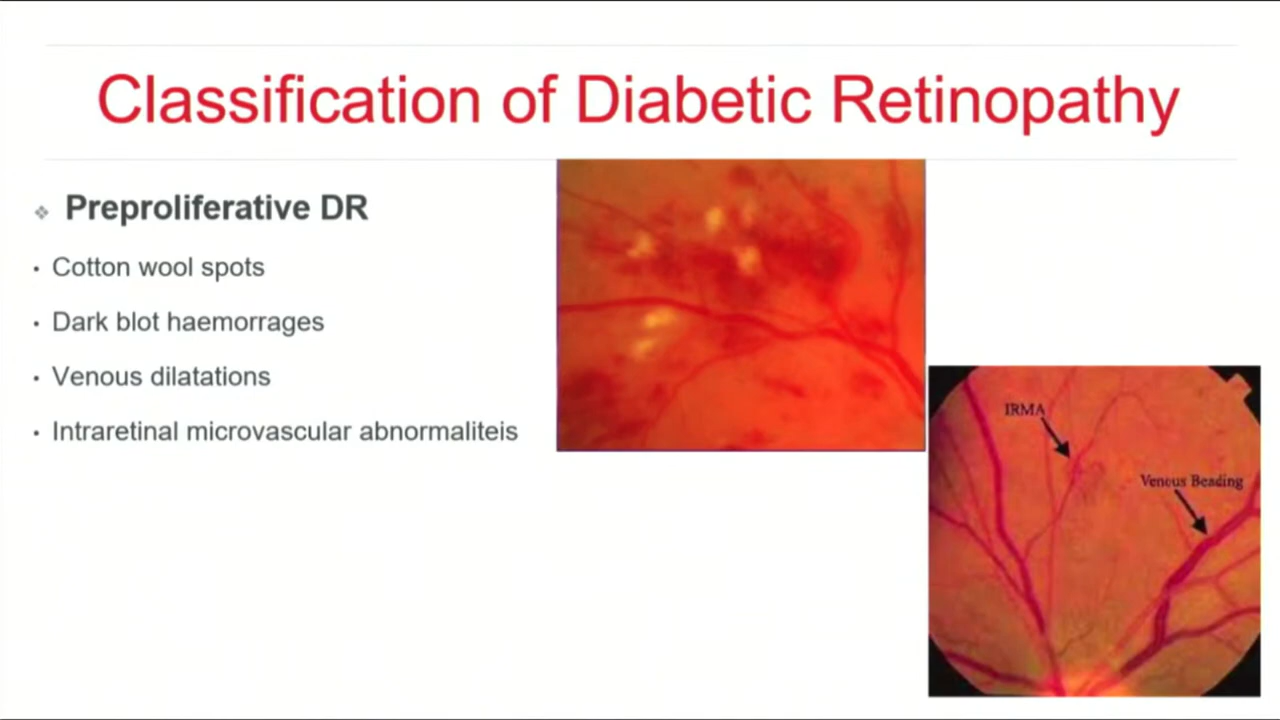 Classification of Diabetic Retinopathy
Preproliferative DR
Cotton wool spots
Dark blot haemorrages
Venous dilatations
Intraretinal microvascular abnormaliteis
IRMA
Venous Beading